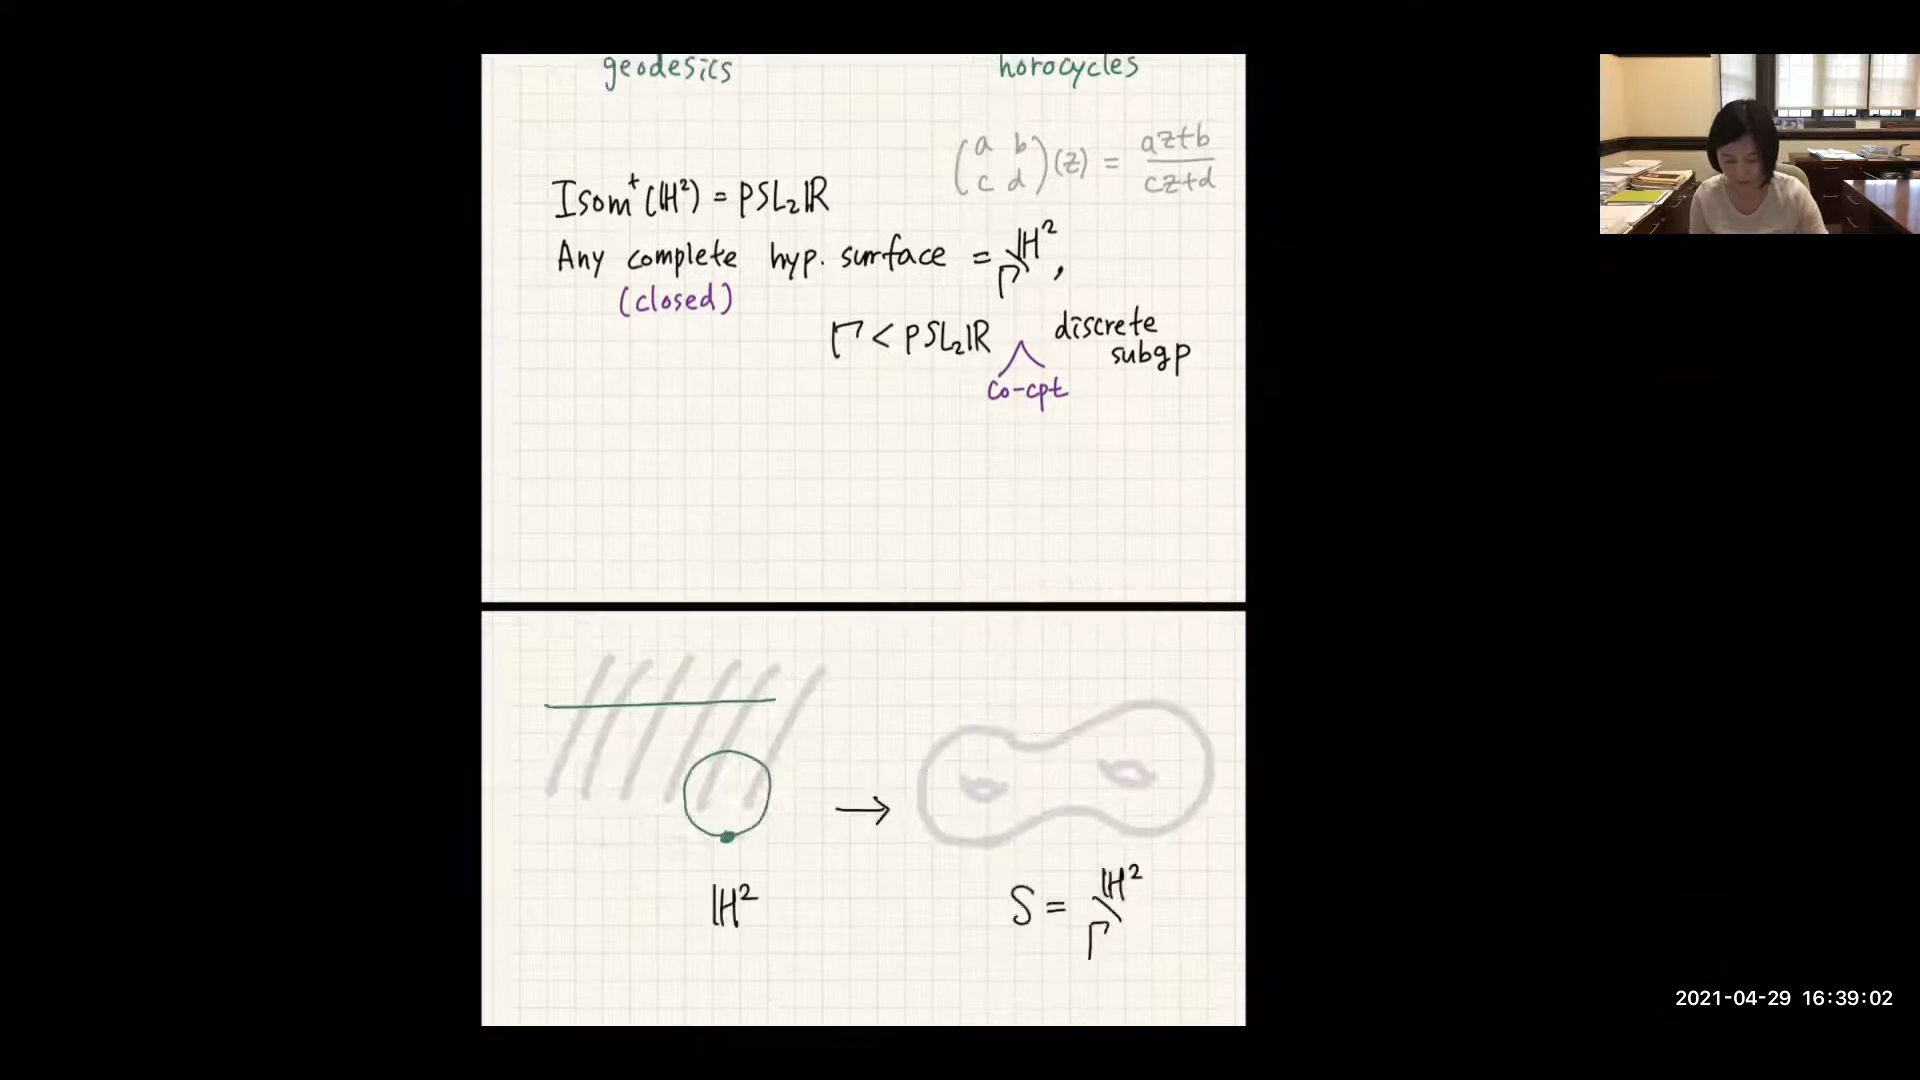 geodesics horocycles
(a b
c d)(z) = az+b / cz+d
Isom⁺(ℍ²) = PSL₂ℝ
Any complete hyp. surface = Γ\ℍ²,
(closed)
Γ < PSL₂ℝ discrete
subgp
co-cpt
ℍ² → S = Γ\ℍ²
2021-04-29 16:39:02